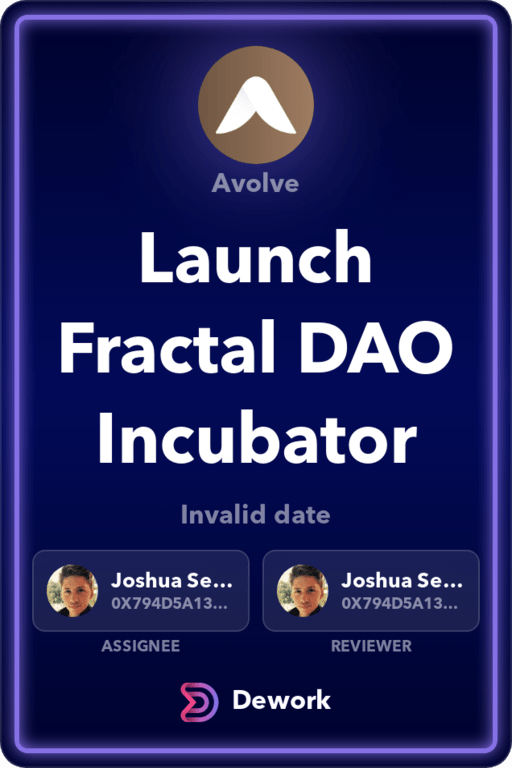 Avolve
Launch
Fractal DAO
Incubator
Invalid date
Joshua Se...
0X794D5A13...
Joshua Se...
0X794D5A13...
ASSIGNEE
REVIEWER
Dework